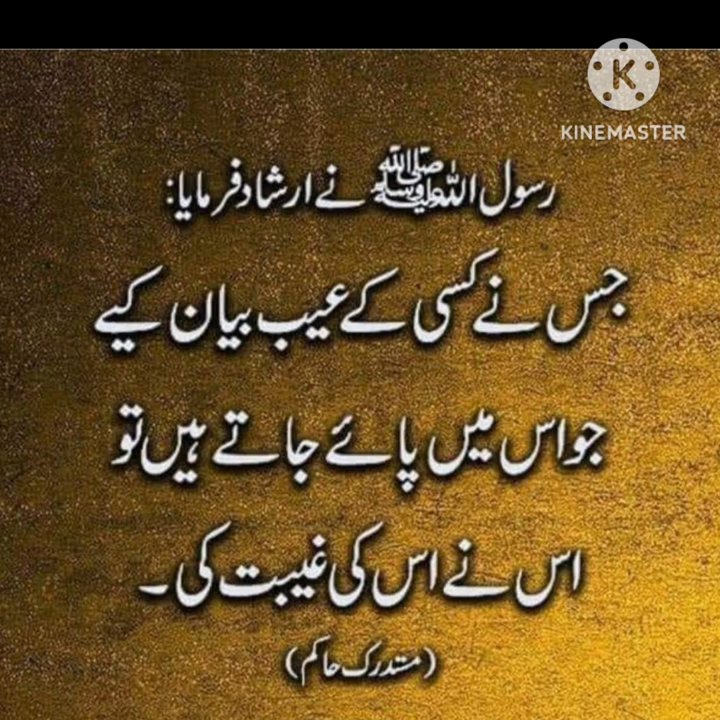 KINEMASTER
رسول اللہ ﷺ نے ارشاد فرمایا:
جس نے کسی کے عیب بیان کیے
جو اس میں پائے جاتے ہیں تو
اس نے اس کی غیبت کی۔
(مستدرک حاکم)